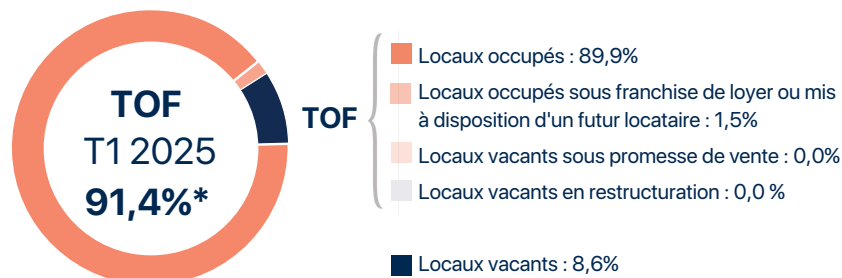 TOF
T1 2025
91,4%*
TOF
Locaux occupés : 89,9%
Locaux occupés sous franchise de loyer ou mis
à disposition d'un futur locataire : 1,5%
Locaux vacants sous promesse de vente : 0,0%
Locaux vacants en restructuration : 0,0 %
Locaux vacants : 8,6%